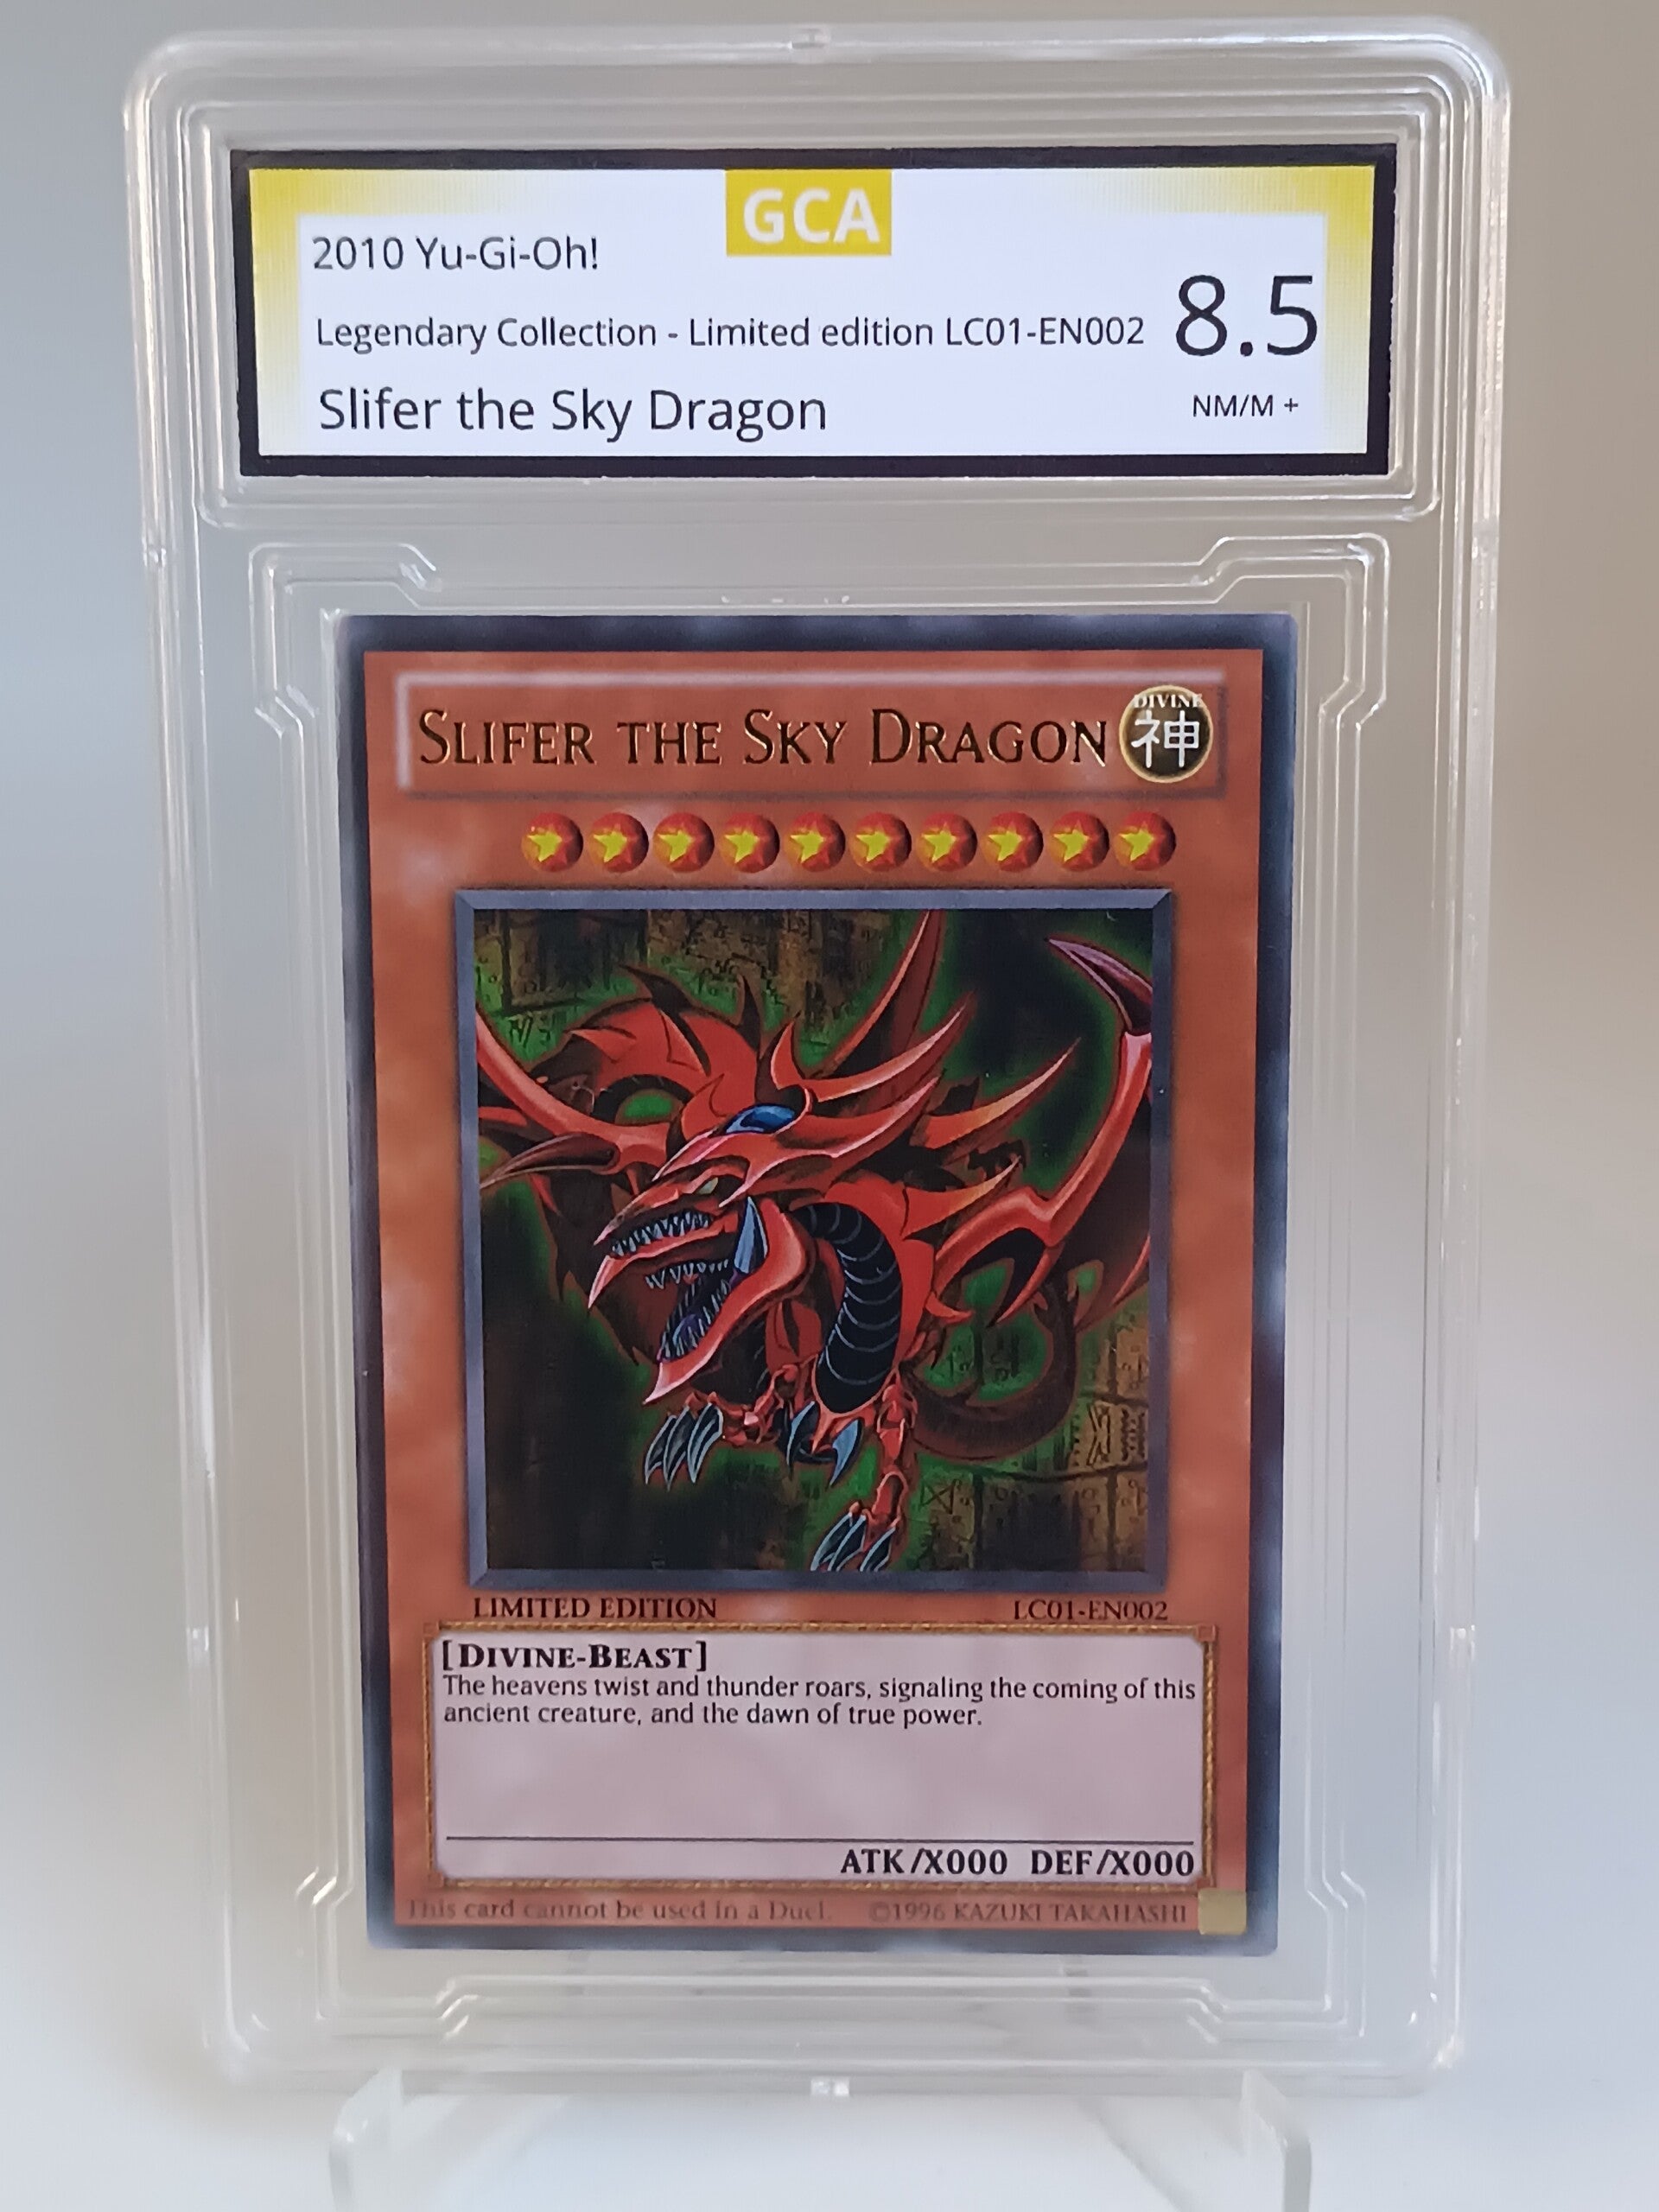 GCA
2010 Yu-Gi-Oh!
Legendary Collection - Limited edition LC01-EN002
8.5
Slifer the Sky Dragon
NM/M +
SLIFER THE SKY DRAGON
DIVINE
神
LIMITED EDITION LC01-EN002
[DIVINE-BEAST]
The heavens twist and thunder roars, signaling the coming of this
ancient creature, and the dawn of true power.
ATK/X000 DEF/X000
This card cannot be used in a Duel. ©1996 KAZUKI TAKAHASHI